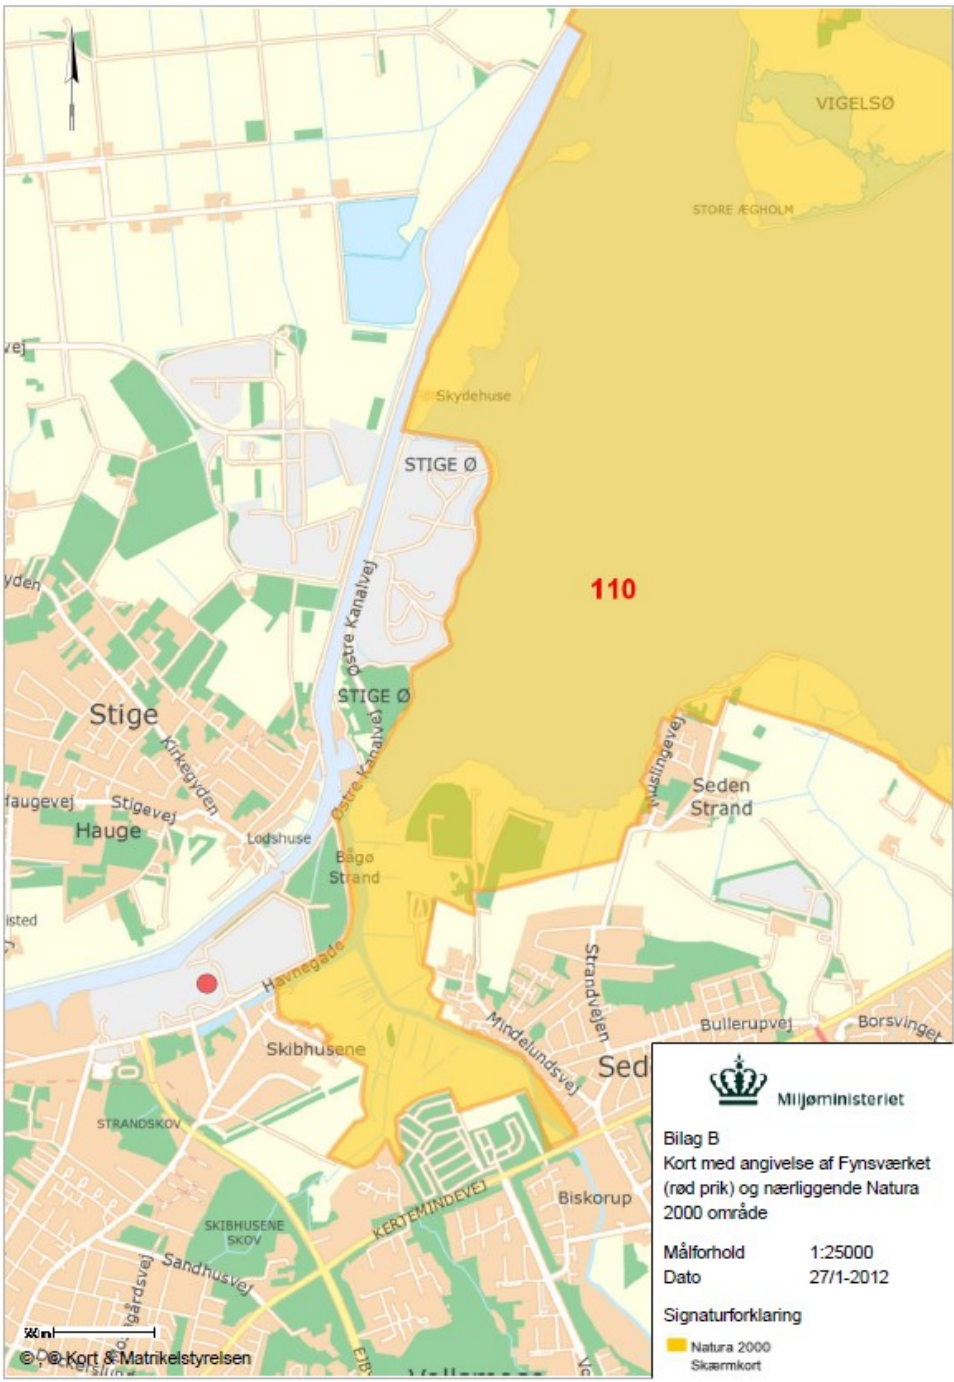 VIGELSØ
STORE ÆGHOLM
vej
Skydehuse
STIGE Ø
110
yden
Østre Kanalvej
STIGE Ø
Stige
Kirkegyden
Østre Kanalvej
Seden
Strand
Stigevej
Hauge
Lodshuse
Bågø
Strand
isted
Havnegade
Strandvejen
Mindelundsvej
Bullerupvej
Borsvinget
Skibhusene
Sed
STRANDSKOV
Biskorup
KERTEMINDEVEJ
SKIBHUSENE
SKOV
Sandhusvej
Miljøministeriet
Bilag B
Kort med angivelse af Fynsværket
(rød prik) og nærliggende Natura
2000 område
Målforhold 1:25000
Dato 27/1-2012
Signaturforklaring
Natura 2000
Skærmkort
© , © Kort & Matrikelstyrelsen